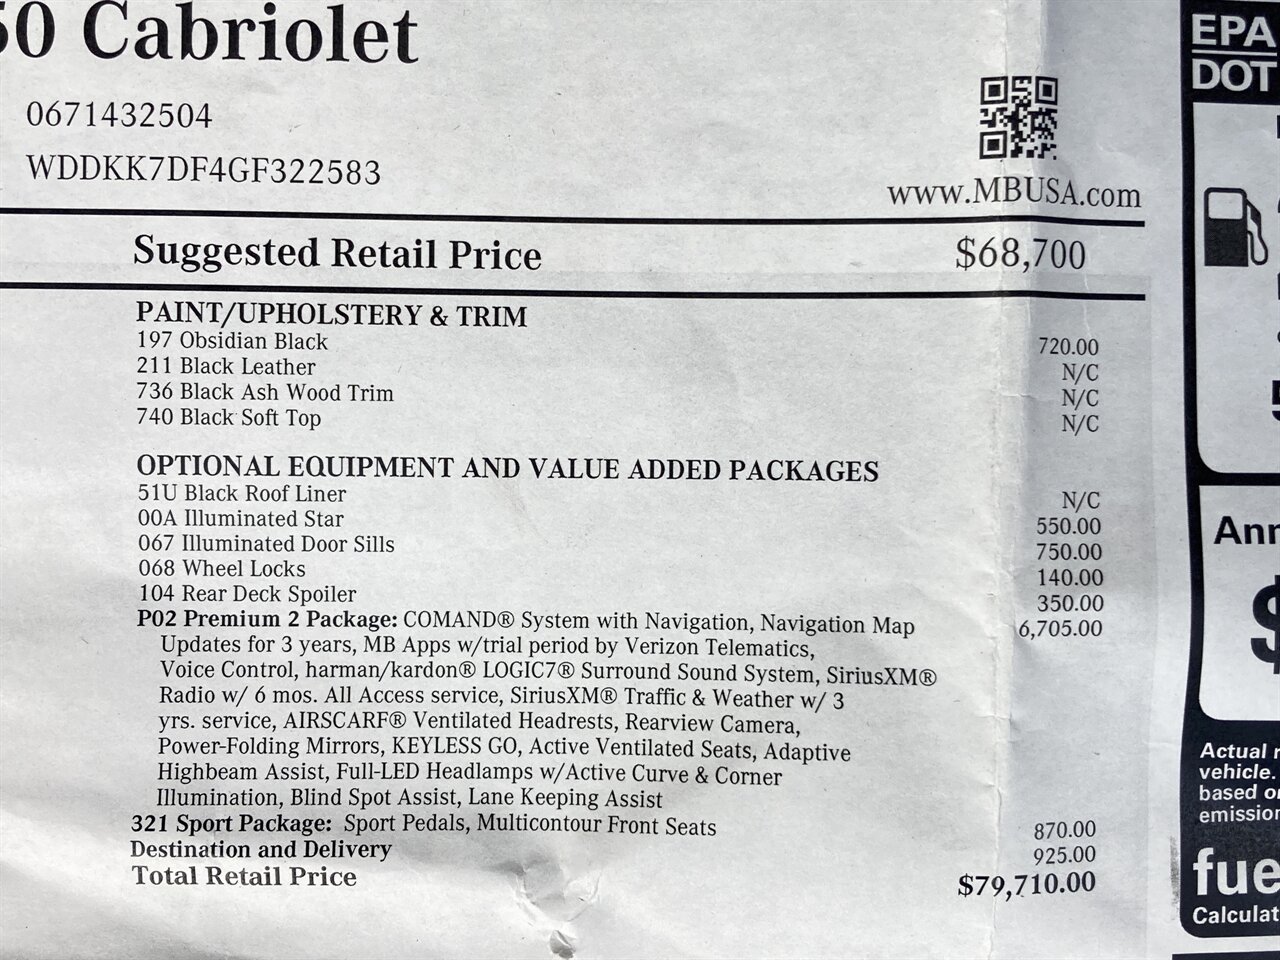 50 Cabriolet
0671432504
WDDKK7DF4GF322583
www.MBUSA.com
Suggested Retail Price $68,700
PAINT/UPHOLSTERY & TRIM
197 Obsidian Black 720.00
211 Black Leather N/C
736 Black Ash Wood Trim N/C
740 Black Soft Top N/C
OPTIONAL EQUIPMENT AND VALUE ADDED PACKAGES
51U Black Roof Liner N/C
00A Illuminated Star 550.00
067 Illuminated Door Sills 750.00
068 Wheel Locks 140.00
104 Rear Deck Spoiler 350.00
P02 Premium 2 Package: COMAND® System with Navigation, Navigation Map 6,705.00
Updates for 3 years, MB Apps w/trial period by Verizon Telematics,
Voice Control, harman/kardon® LOGIC7® Surround Sound System, SiriusXM®
Radio w/ 6 mos. All Access service, SiriusXM® Traffic & Weather w/ 3
yrs. service, AIRSCARF® Ventilated Headrests, Rearview Camera,
Power-Folding Mirrors, KEYLESS GO, Active Ventilated Seats, Adaptive
Highbeam Assist, Full-LED Headlamps w/Active Curve & Corner
Illumination, Blind Spot Assist, Lane Keeping Assist
321 Sport Package: Sport Pedals, Multicontour Front Seats 870.00
Destination and Delivery 925.00
Total Retail Price $79,710.00
EPA
DOT
Ann
$
Actual r
vehicle.
based o
emission
fue
Calculat